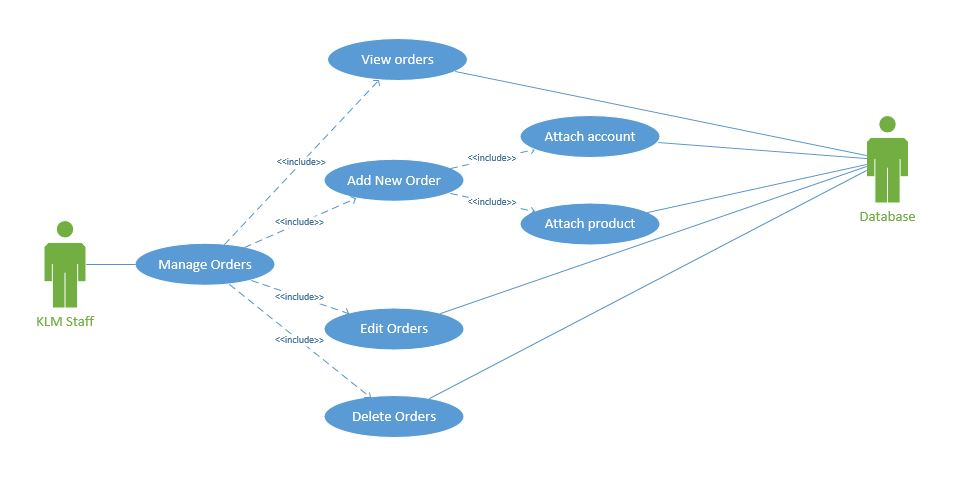 View orders
Attach account
<<include>>
<<include>>
Add New Order
<<include>>
Database
<<include>>
Attach product
Manage Orders
<<include>>
KLM Staff
Edit Orders
<<include>>
Delete Orders